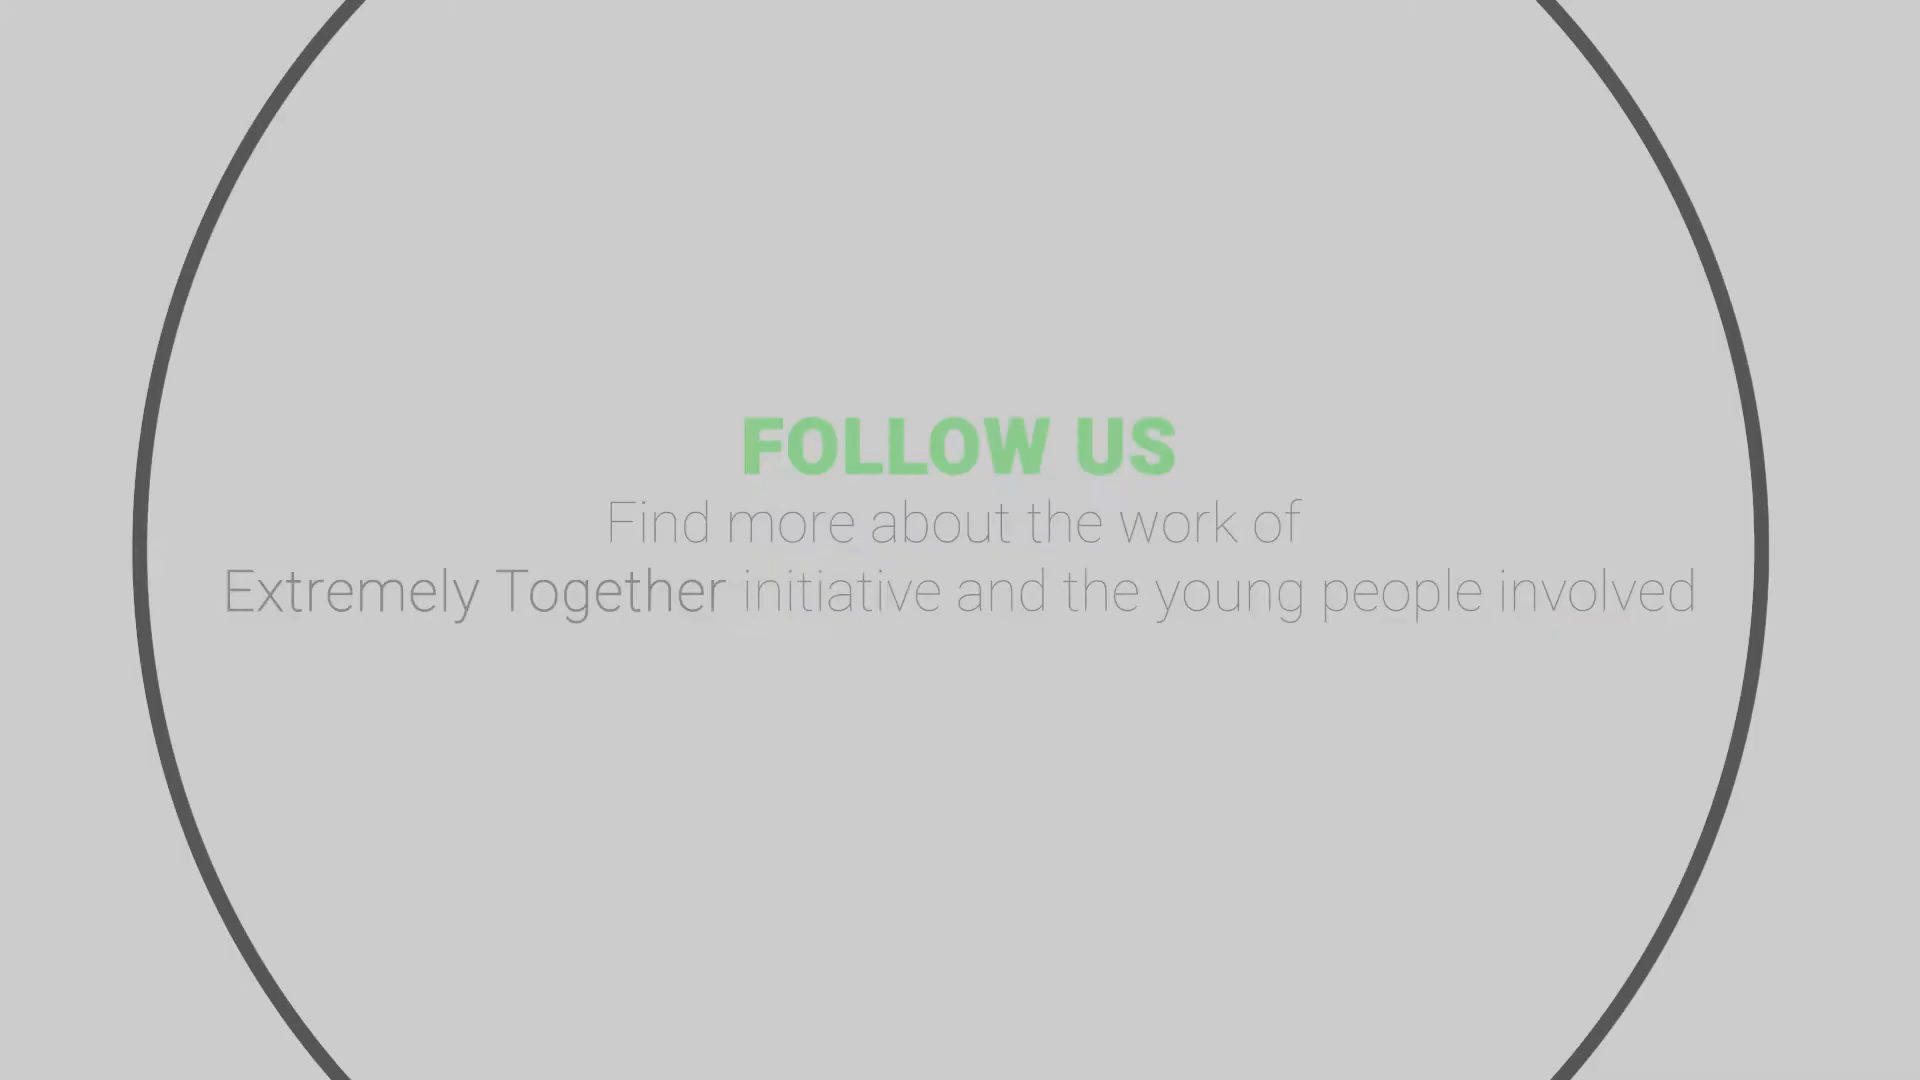 FOLLOW US
Find more about the work of
Extremely Together initiative and the young people involved